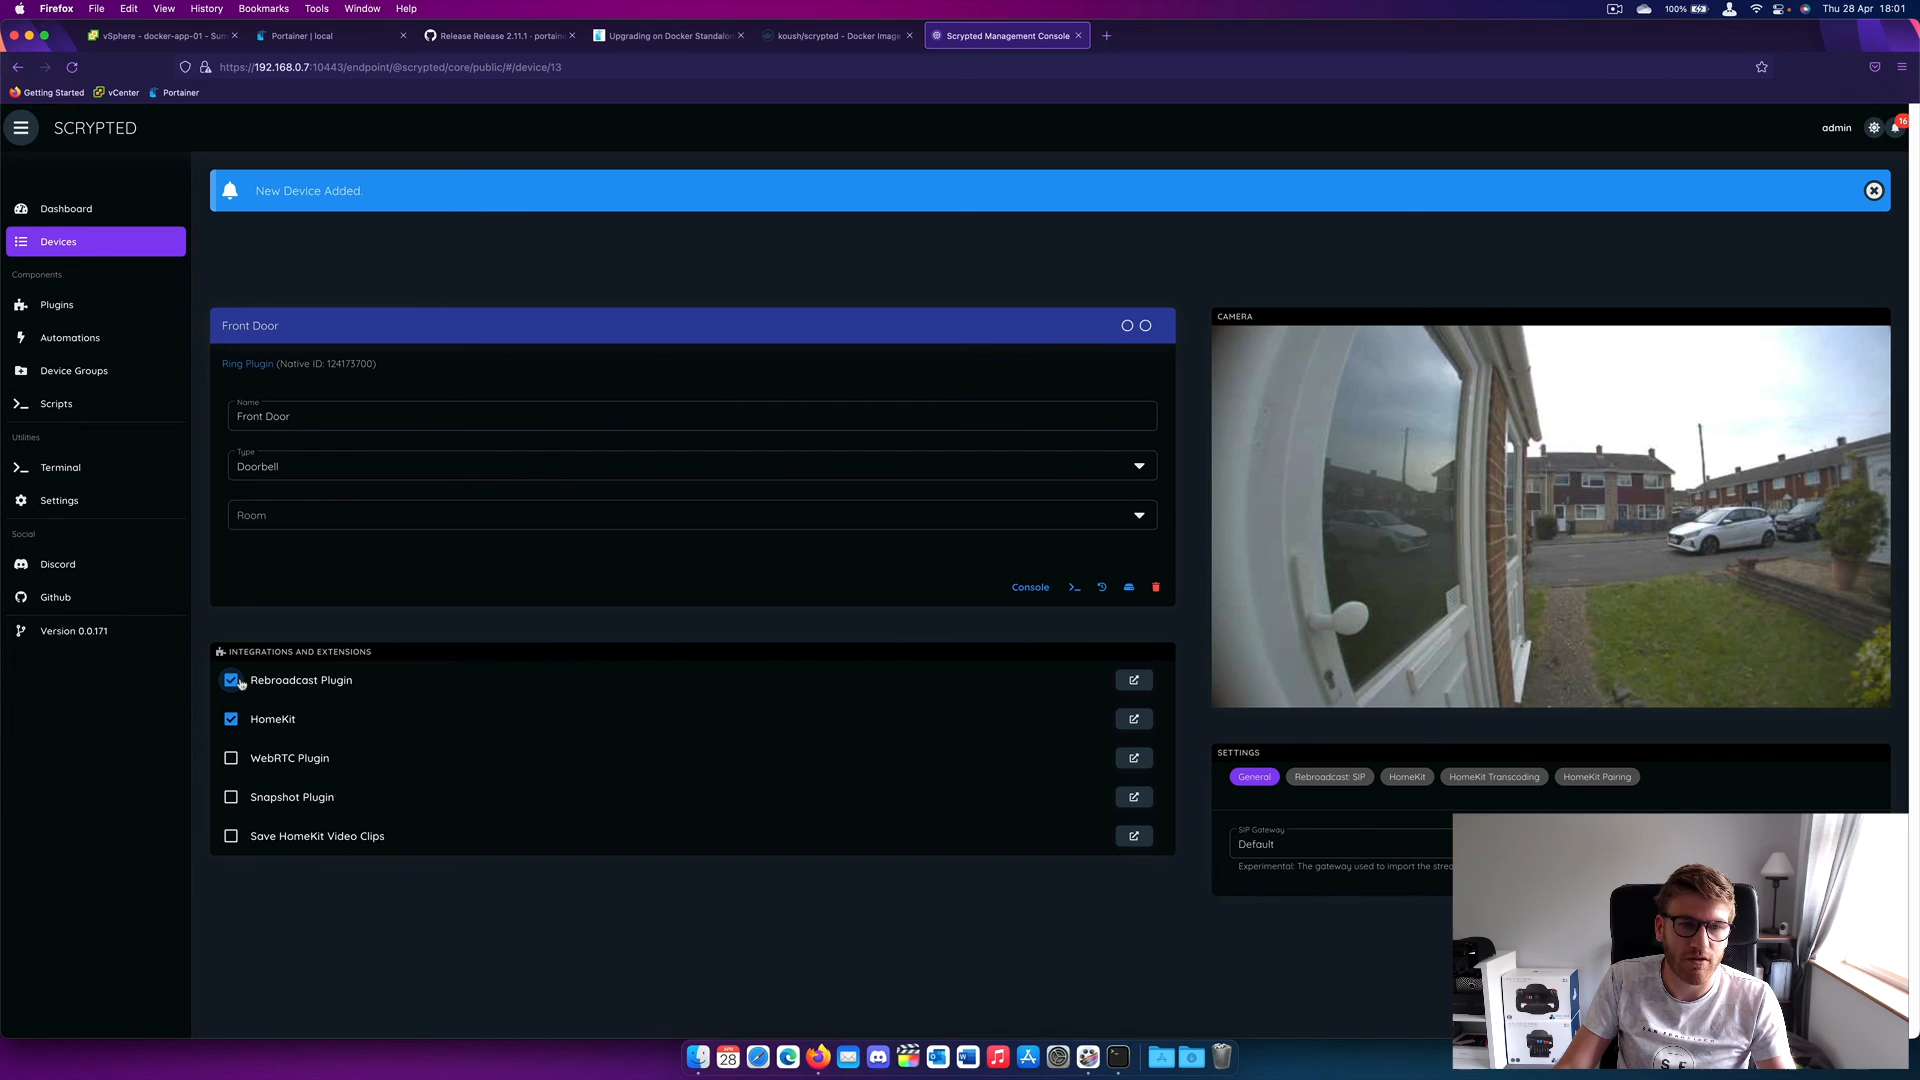 Firefox File Edit View History Bookmarks Tools Window Help 100% Thu 28 Apr 18:01
vSphere - docker-app-01 - Sum Portainer | local Release Release 2.11.1 · portain Upgrading on Docker Standalon koush/scrypted - Docker Image Scrypted Management Console
https://192.168.0.7:10443/endpoint/@scrypted/core/public/#/device/13
Getting Started vCenter Portainer
SCRYPTED admin 16
New Device Added.
Dashboard
Devices
Components
Plugins
Automations
Device Groups
Scripts
Utilities
Terminal
Settings
Social
Discord
Github
Version 0.0.171
Front Door
Ring Plugin (Native ID: 124173700)
Name
Front Door
Type
Doorbell
Room
Console
INTEGRATIONS AND EXTENSIONS
Rebroadcast Plugin
HomeKit
WebRTC Plugin
Snapshot Plugin
Save HomeKit Video Clips
CAMERA
SETTINGS
General Rebroadcast: SIP HomeKit HomeKit Transcoding HomeKit Pairing
SIP Gateway
Default
Experimental: The gateway used to import the
APR
28